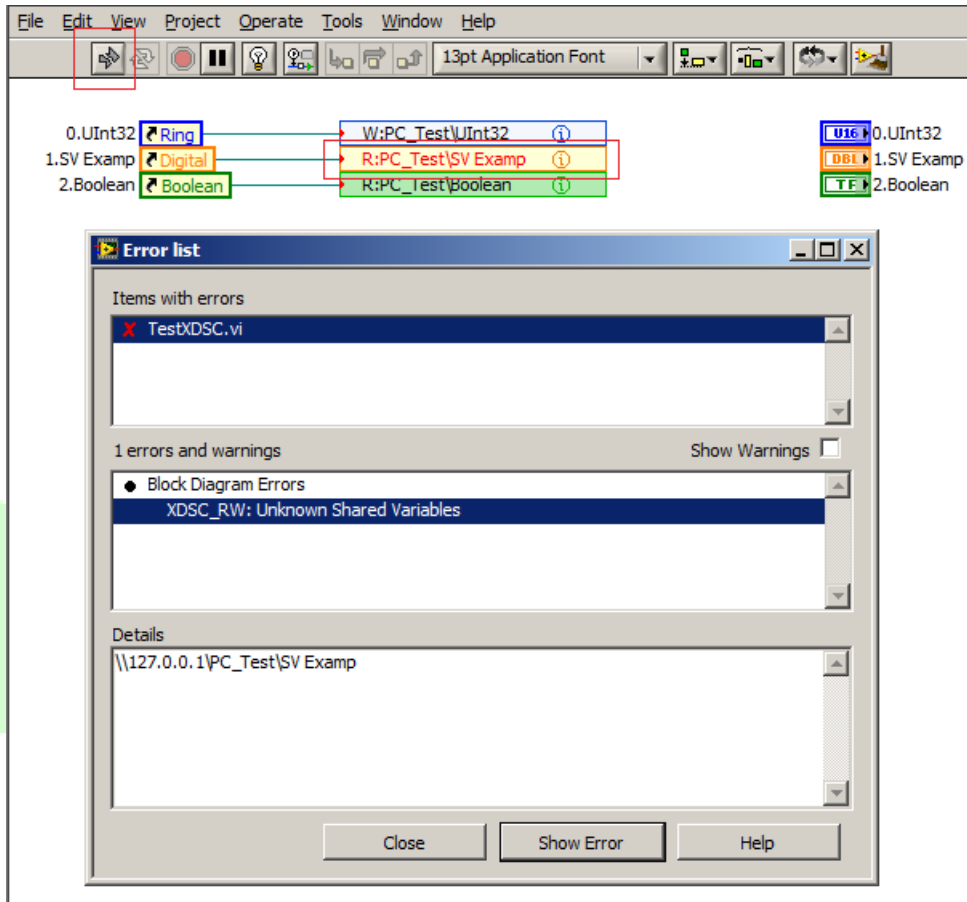 File Edit View Project Operate Tools Window Help
13pt Application Font
0.UInt32 Ring W:PC_Test\UInt32 i U16 0.UInt32
1.SV Examp Digital R:PC_Test\SV Examp i DBL 1.SV Examp
2.Boolean Boolean R:PC_Test\Boolean i TF 2.Boolean
Error list
Items with errors
TestXDSC.vi
1 errors and warnings Show Warnings
Block Diagram Errors
XDSC_RW: Unknown Shared Variables
Details
\\127.0.0.1\PC_Test\SV Examp
Close Show Error Help